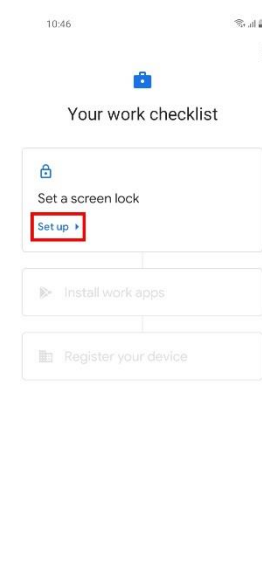 10:46
Your work checklist
Set a screen lock
Set up
Install work apps
Register your device